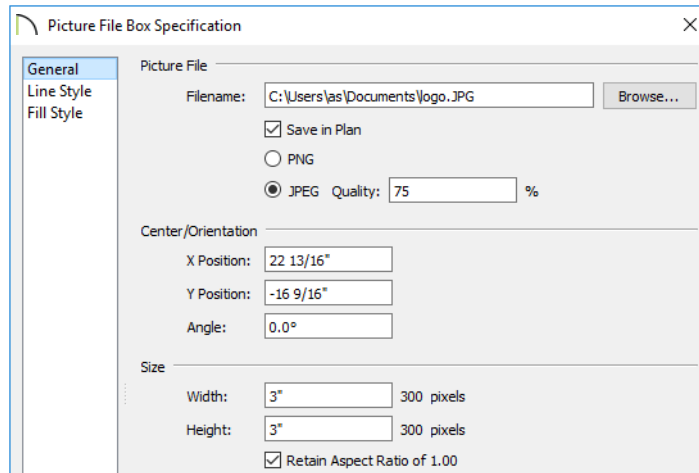 Picture File Box Specification
General
Line Style
Fill Style
Picture File
Filename: C:\Users\as\Documents\logo.JPG Browse...
Save in Plan
PNG
JPEG Quality: 75 %
Center/Orientation
X Position: 22 13/16"
Y Position: -16 9/16"
Angle: 0.0°
Size
Width: 3" 300 pixels
Height: 3" 300 pixels
Retain Aspect Ratio of 1.00